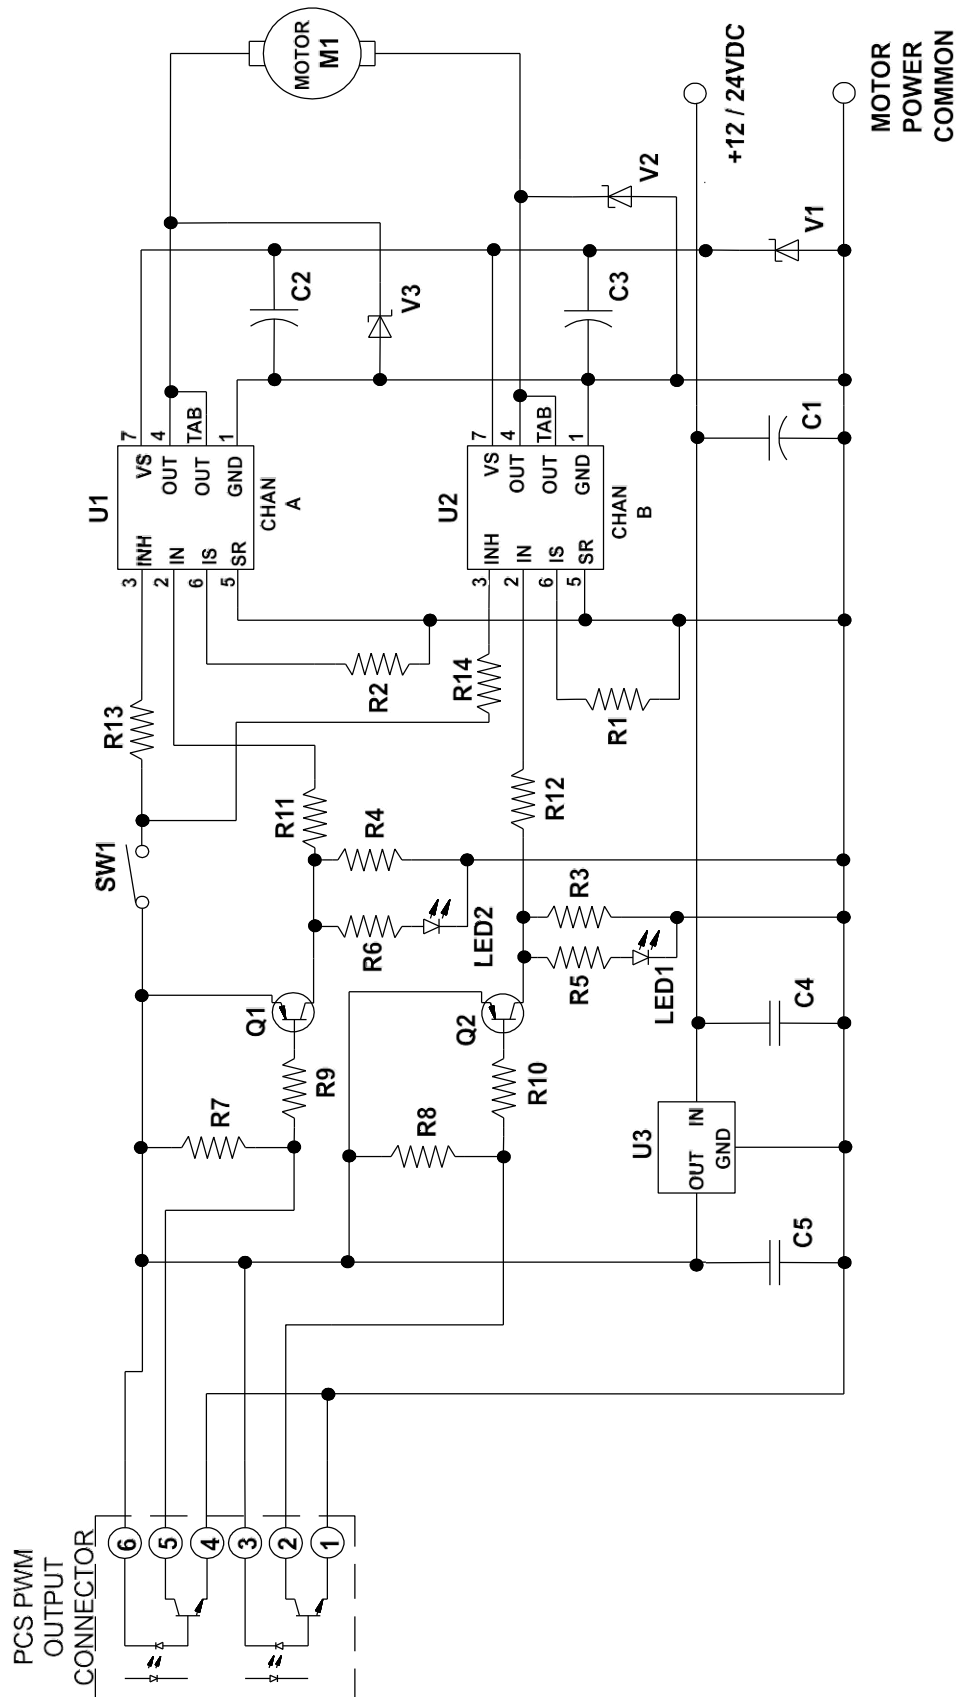 PCS PWM
OUTPUT
CONNECTOR
6
5
4
3
2
1
R7
R9
Q1
R8
R10
Q2
SW1
R6
LED2
R4
R11
R5
LED1
R3
R12
R13
R14
R2
R1
U1
3
INH
2
IN
6
IS
5
SR
7
VS
4
OUT
TAB
OUT
1
GND
CHAN
A
U2
3
INH
2
IN
6
IS
5
SR
7
VS
4
OUT
TAB
OUT
1
GND
CHAN
B
U3
OUT
IN
GND
C5
C4
C1
C2
V3
C3
V2
V1
MOTOR
M1
+12 / 24VDC
MOTOR
POWER
COMMON